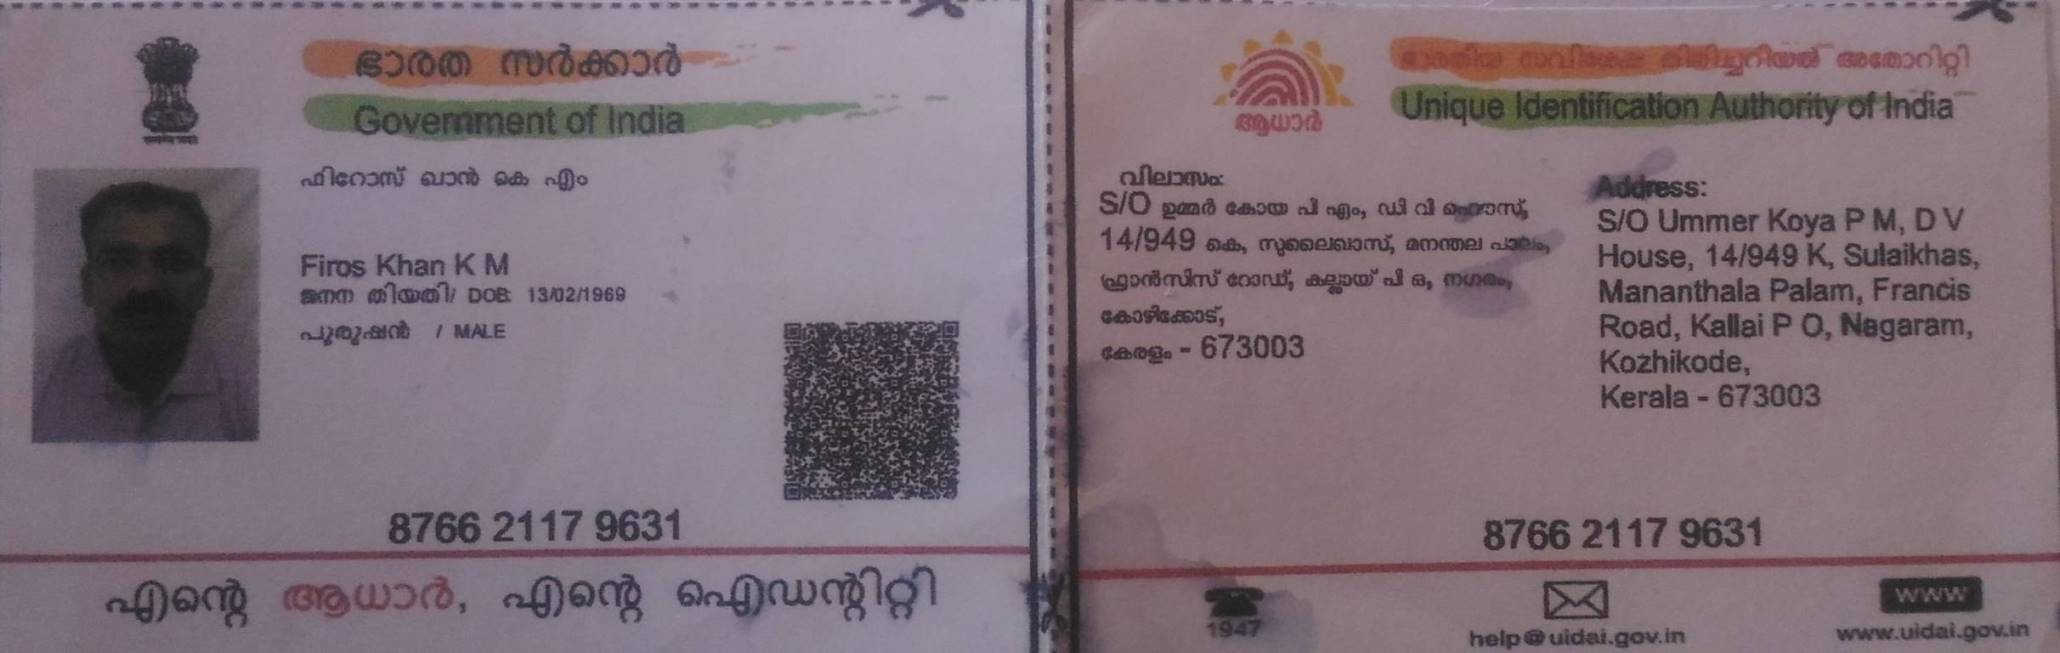 ഭാരത സർക്കാർ
Government of India
ഫിറോസ് ഖാൻ കെ എം
Firos Khan K M
ജനന തിയതി/ DOB: 13/02/1969
പുരുഷൻ / MALE
8766 2117 9631
എന്റെ ആധാർ, എന്റെ ഐഡന്റിറ്റി
ഭാരതീയ സവിശേഷ തിരിച്ചറിയൽ അതോറിറ്റി
Unique Identification Authority of India
ആധാർ
വിലാസം:
S/O ഉമ്മർ കോയ പി എം, ഡി വി ഹൌസ്,
14/949 കെ, സുലൈഖാസ്, മനന്തല പാലം,
ഫ്രാൻസിസ് റോഡ്, കല്ലായ് പി ഒ, നഗരം,
കോഴിക്കോട്,
കേരളം - 673003
Address:
S/O Ummer Koya P M, D V
House, 14/949 K, Sulaikhas,
Mananthala Palam, Francis
Road, Kallai P O, Nagaram,
Kozhikode,
Kerala - 673003
8766 2117 9631
1947
help@uidai.gov.in
www
www.uidai.gov.in